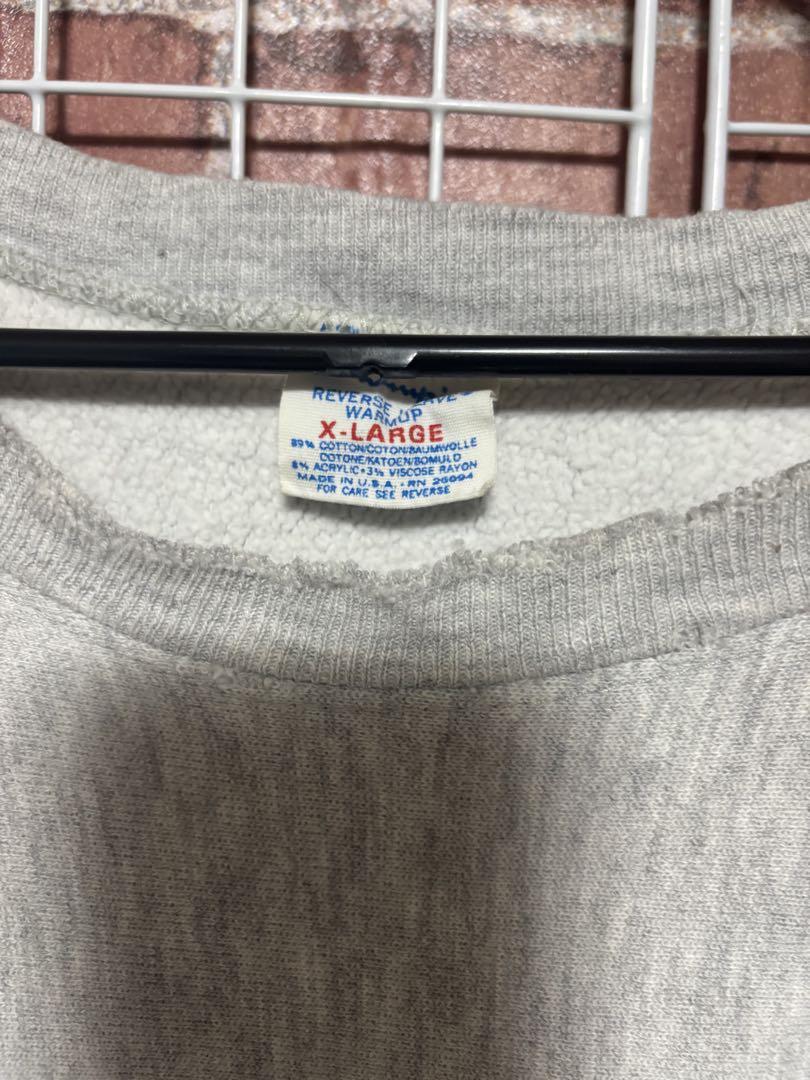 REVERSE
WARMUP
X-LARGE
89% COTTON/COTON/BAUMWOLLE
COTONE/KATOEN/BOMULD
8% ACRYLIC•3% VISCOSE RAYON
MADE IN U.S.A. • RN 26094
FOR CARE SEE REVERSE